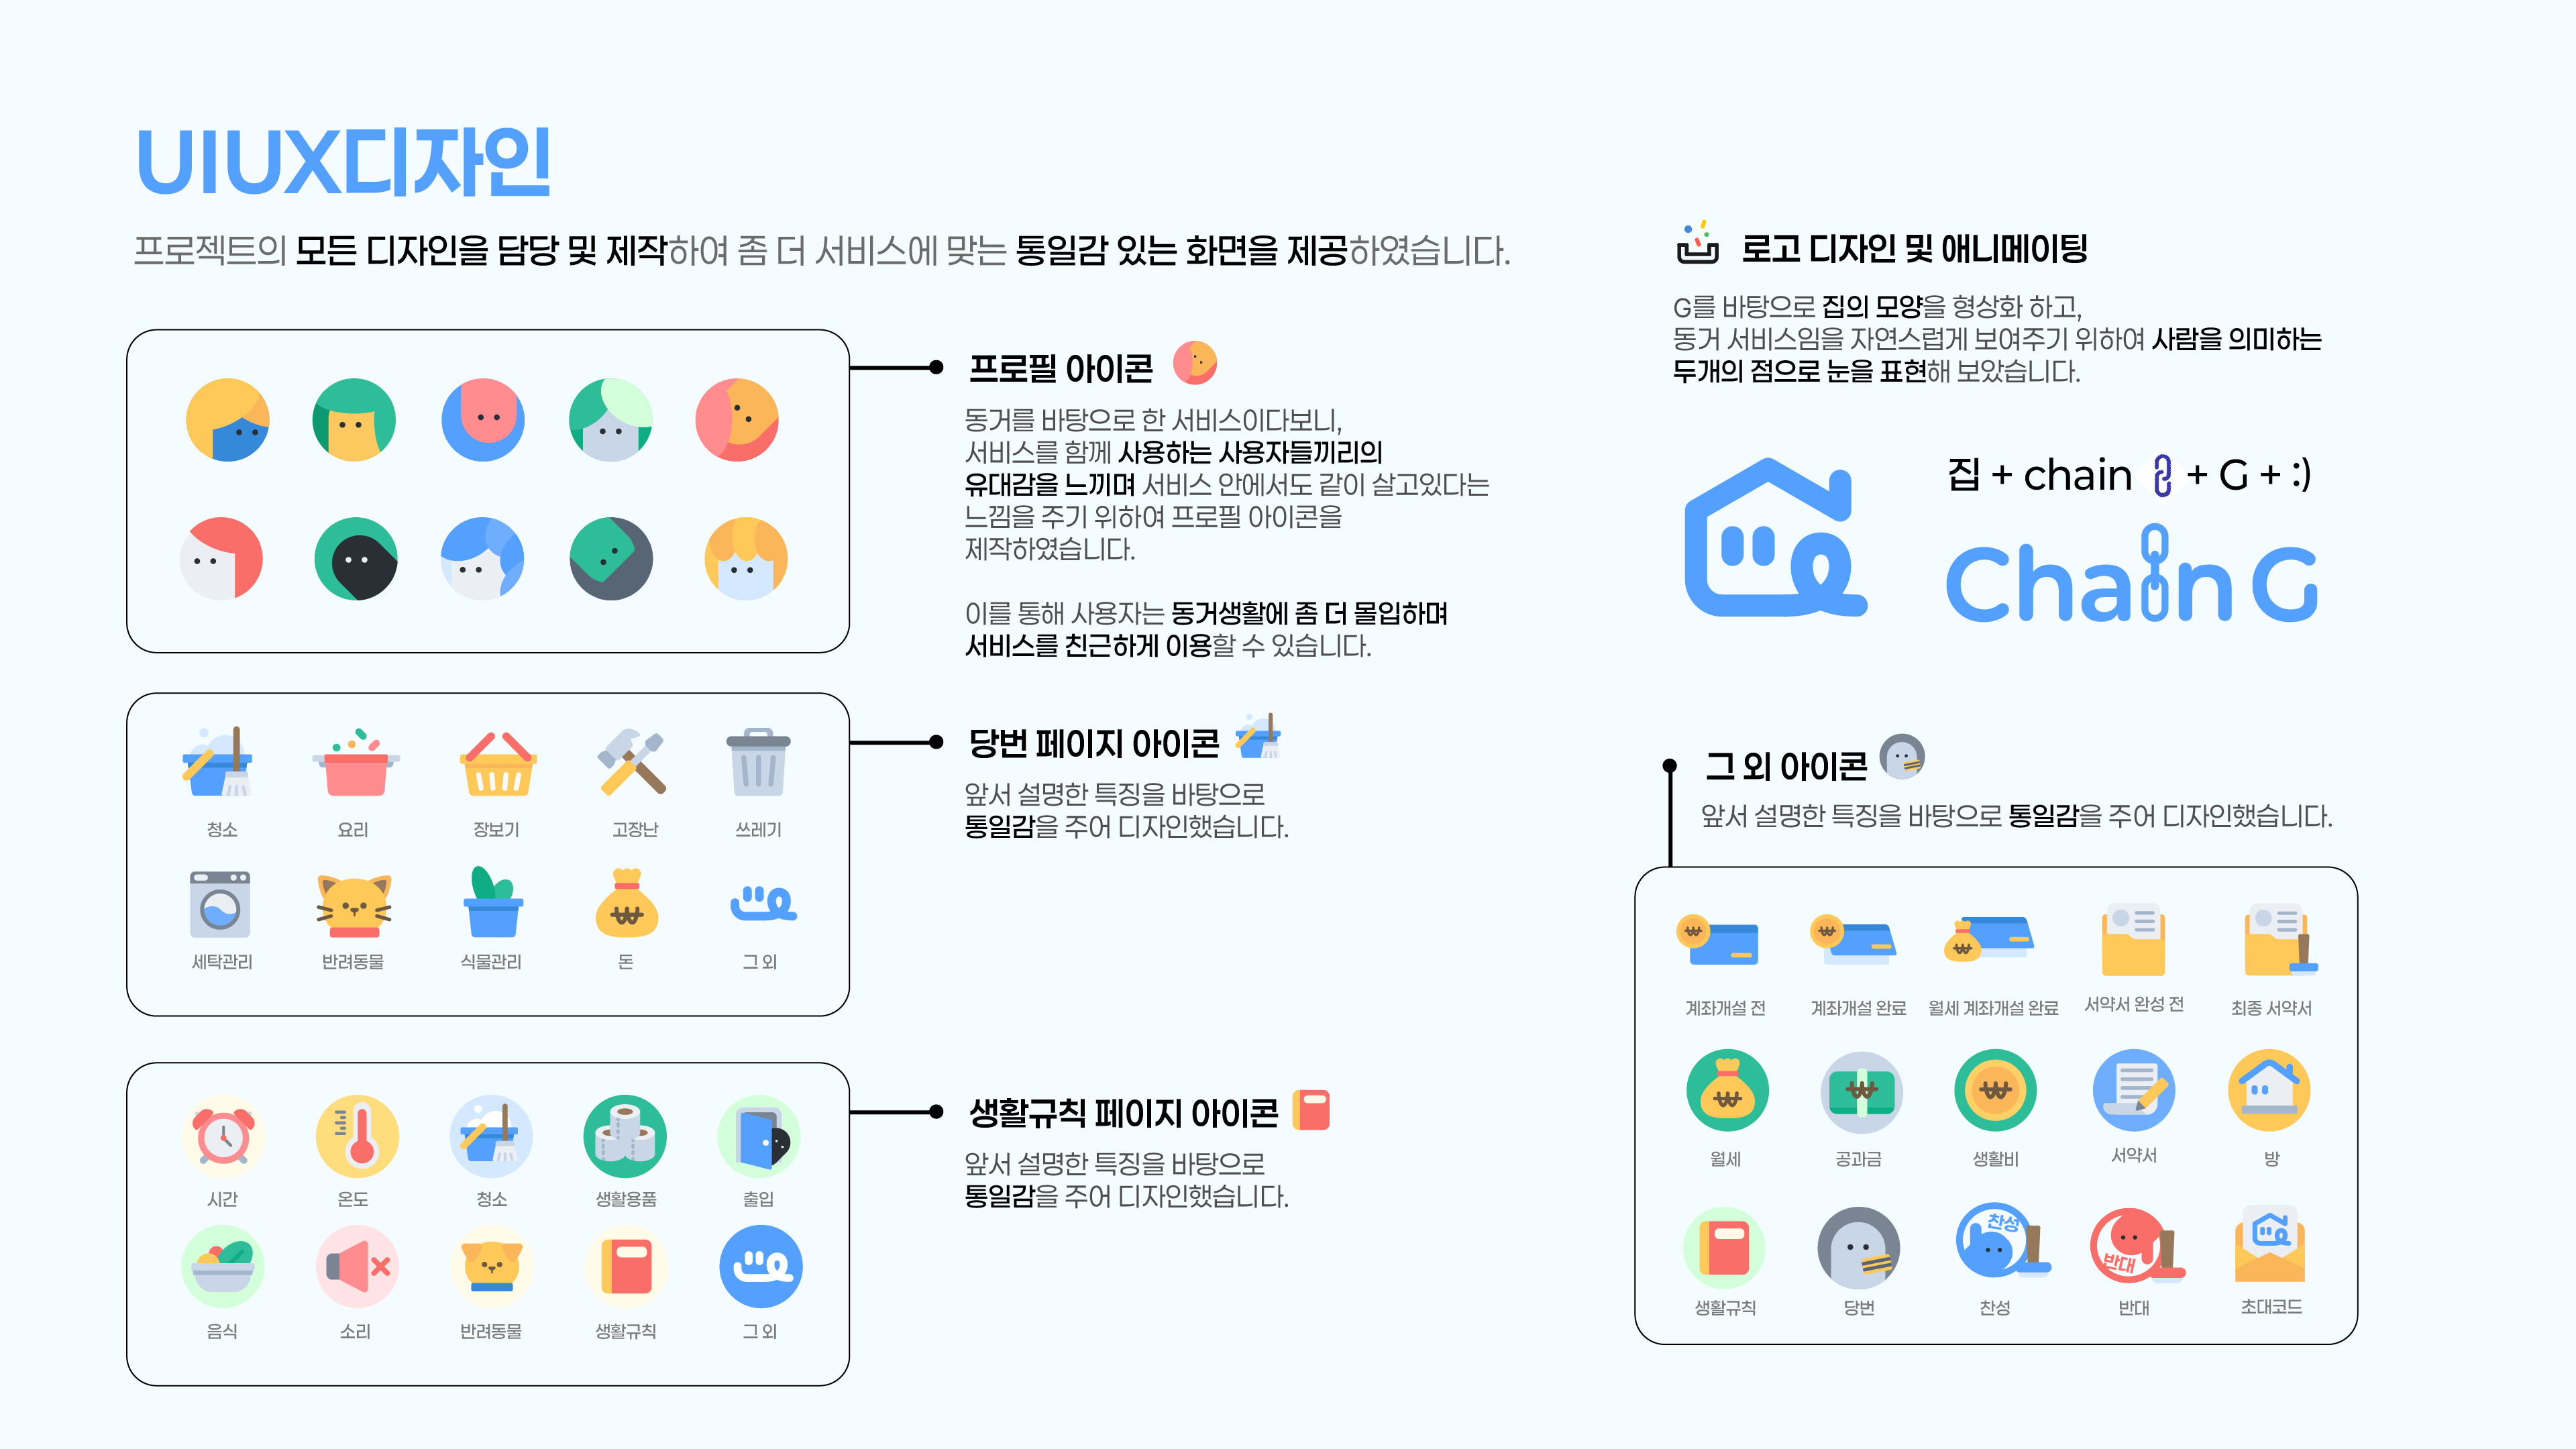 UIUX디자인
프로젝트의 모든 디자인을 담당 및 제작하여 좀 더 서비스에 맞는 통일감 있는 화면을 제공하였습니다.
프로필 아이콘
동거를 바탕으로 한 서비스이다보니,
서비스를 함께 사용하는 사용자들끼리의
유대감을 느끼며 서비스 안에서도 같이 살고있다는
느낌을 주기 위하여 프로필 아이콘을
제작하였습니다.
이를 통해 사용자는 동거생활에 좀 더 몰입하며
서비스를 친근하게 이용할 수 있습니다.
당번 페이지 아이콘
앞서 설명한 특징을 바탕으로
통일감을 주어 디자인했습니다.
청소 요리 장보기 고장난 쓰레기
세탁관리 반려동물 식물관리 돈 그 외
생활규칙 페이지 아이콘
앞서 설명한 특징을 바탕으로
통일감을 주어 디자인했습니다.
시간 온도 청소 생활용품 출입
음식 소리 반려동물 생활규칙 그 외
로고 디자인 및 애니메이팅
G를 바탕으로 집의 모양을 형상화 하고,
동거 서비스임을 자연스럽게 보여주기 위하여 사람을 의미하는
두개의 점으로 눈을 표현해 보았습니다.
집 + chain + G + :)
Chain G
그 외 아이콘
앞서 설명한 특징을 바탕으로 통일감을 주어 디자인했습니다.
계좌개설 전 계좌개설 완료 월세 계좌개설 완료 서약서 완성 전 최종 서약서
월세 공과금 생활비 서약서 방
찬성
반대
생활규칙 당번 찬성 반대 초대코드